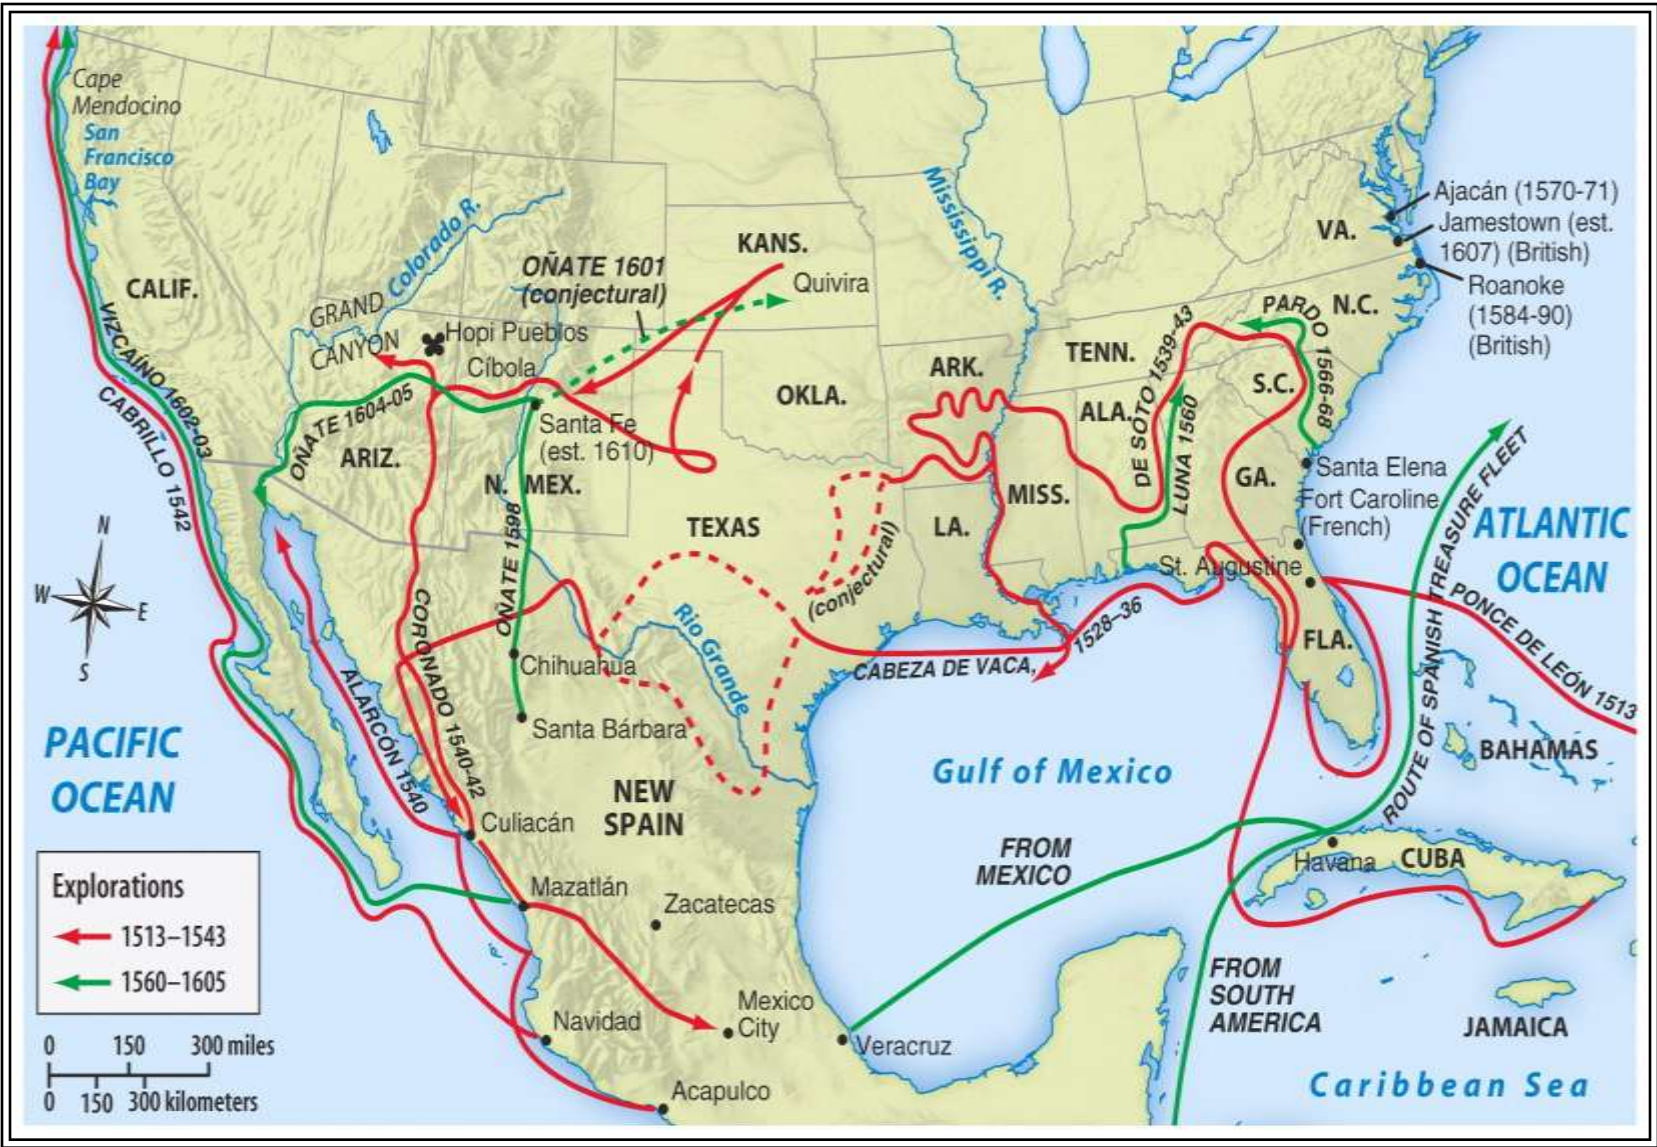 Cape
Mendocino
San
Francisco
Bay
CALIF.
VIZCAÍNO 1602-03
CABRILLO 1542
GRAND
CANYON
Colorado R.
Hopi Pueblos
Cíbola
OÑATE 1601
(conjectural)
KANS.
Quivira
Mississippi R.
OÑATE 1604-05
ARIZ.
Santa Fe
(est. 1610)
N. MEX.
OKLA.
ARK.
TENN.
ALA.
MISS.
LA.
TEXAS
(conjectural)
DE SOTO 1539-43
LUNA 1560
PARDO 1566-68
VA.
N.C.
S.C.
GA.
FLA.
Ajacán (1570-71)
Jamestown (est.
1607) (British)
Roanoke
(1584-90)
(British)
Santa Elena
Fort Caroline
(French)
St. Augustine
ATLANTIC
OCEAN
PONCE DE LEÓN 1513
ROUTE OF SPANISH TREASURE FLEET
BAHAMAS
N
W
E
S
PACIFIC
OCEAN
ALARCÓN 1540
CORONADO 1540-42
OÑATE 1598
Chihuahua
Santa Bárbara
Rio Grande
CABEZA DE VACA,
1528–36
NEW
SPAIN
Culiacán
Mazatlán
Zacatecas
Navidad
Mexico
City
Veracruz
Acapulco
Gulf of Mexico
FROM
MEXICO
Havana
CUBA
FROM
SOUTH
AMERICA
JAMAICA
Caribbean Sea
Explorations
1513–1543
1560–1605
0 150 300 miles
0 150 300 kilometers